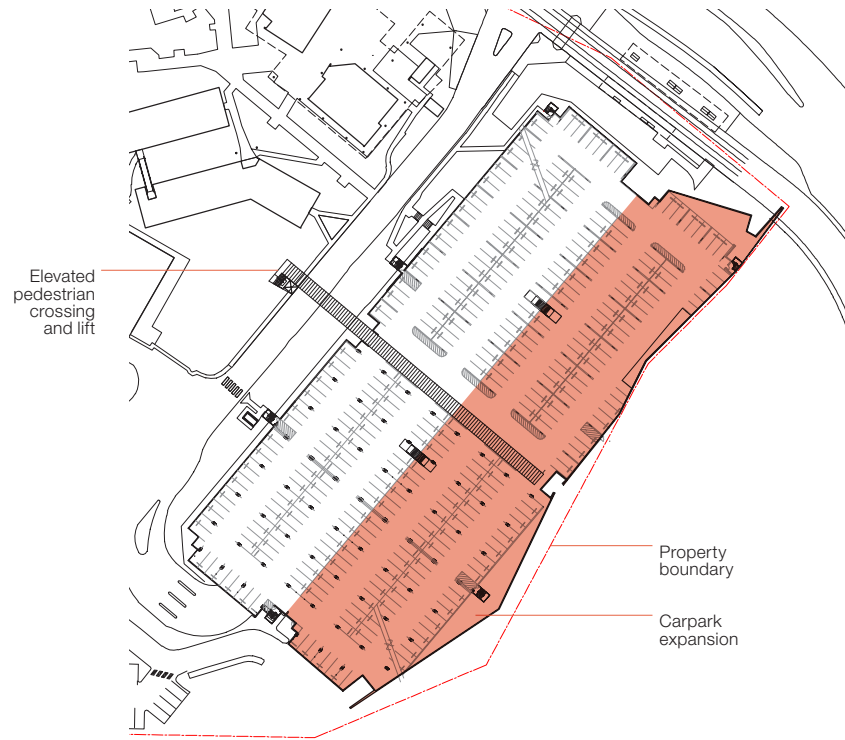 Elevated
pedestrian
crossing
and lift
Property
boundary
Carpark
expansion